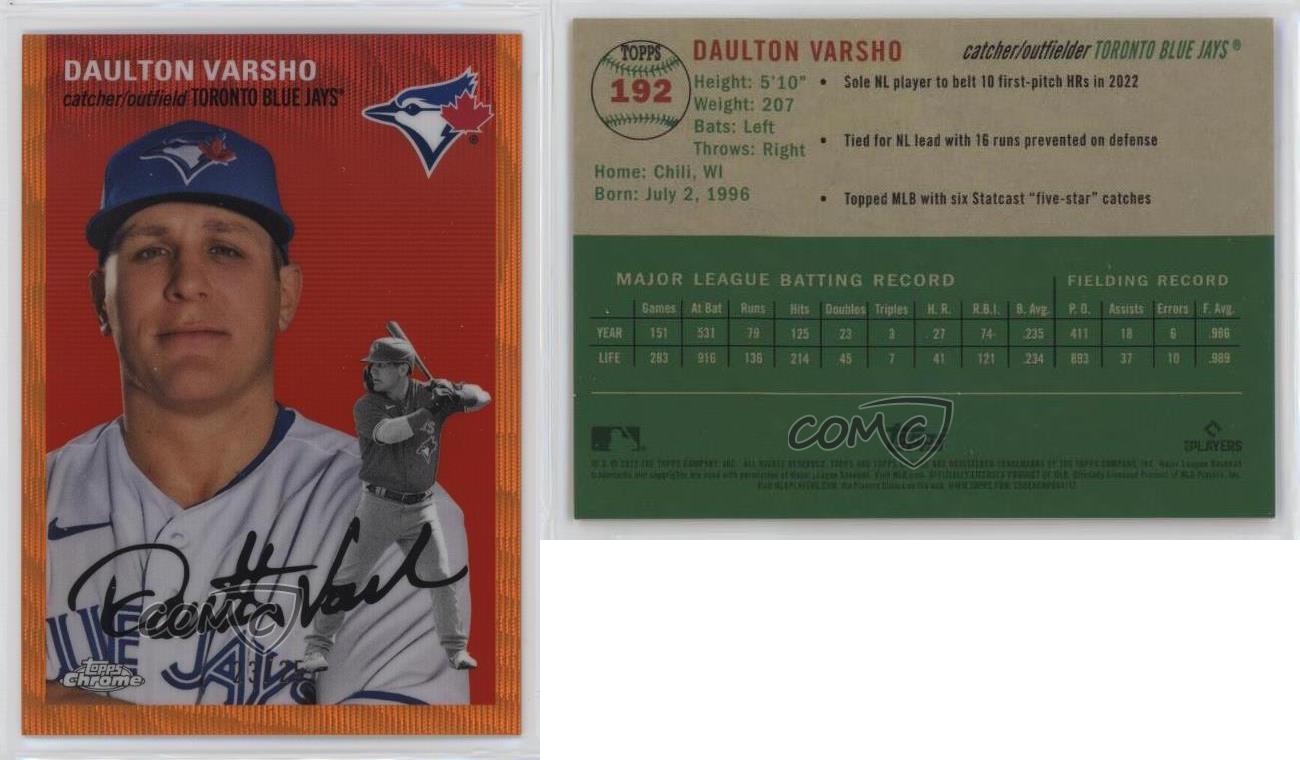 DAULTON VARSHO
catcher/outfield TORONTO BLUE JAYS®
Daulton Varsho
COMC
BLUE JAYS
topps
Chrome
TOPPS
192
DAULTON VARSHO
catcher/outfielder TORONTO BLUE JAYS®
Height: 5'10"
Weight: 207
Bats: Left
Throws: Right
Home: Chili, WI
Born: July 2, 1996
• Sole NL player to belt 10 first-pitch HRs in 2022
• Tied for NL lead with 16 runs prevented on defense
• Topped MLB with six Statcast "five-star" catches
MAJOR LEAGUE BATTING RECORD FIELDING RECORD
Games At Bat Runs Hits Doubles Triples H. R. R.B.I. B. Avg. P. O. Assists Errors F. Avg.
YEAR 151 531 79 125 23 3 27 74 .235 411 18 6 .986
LIFE 283 916 136 214 45 7 41 121 .234 893 37 10 .989
COMC
PLAYERS